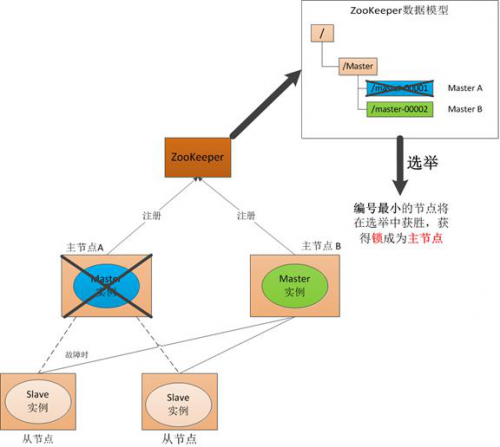 ZooKeeper数据模型
/
/Master
/master-00001 Master A
/master-00002 Master B
ZooKeeper
选举
编号最小的节点将
在选举中获胜，获
得锁成为主节点
注册
注册
主节点A
主节点 B
Master
实例
Master
实例
故障时
Slave
实例
Slave
实例
从节点
从节点